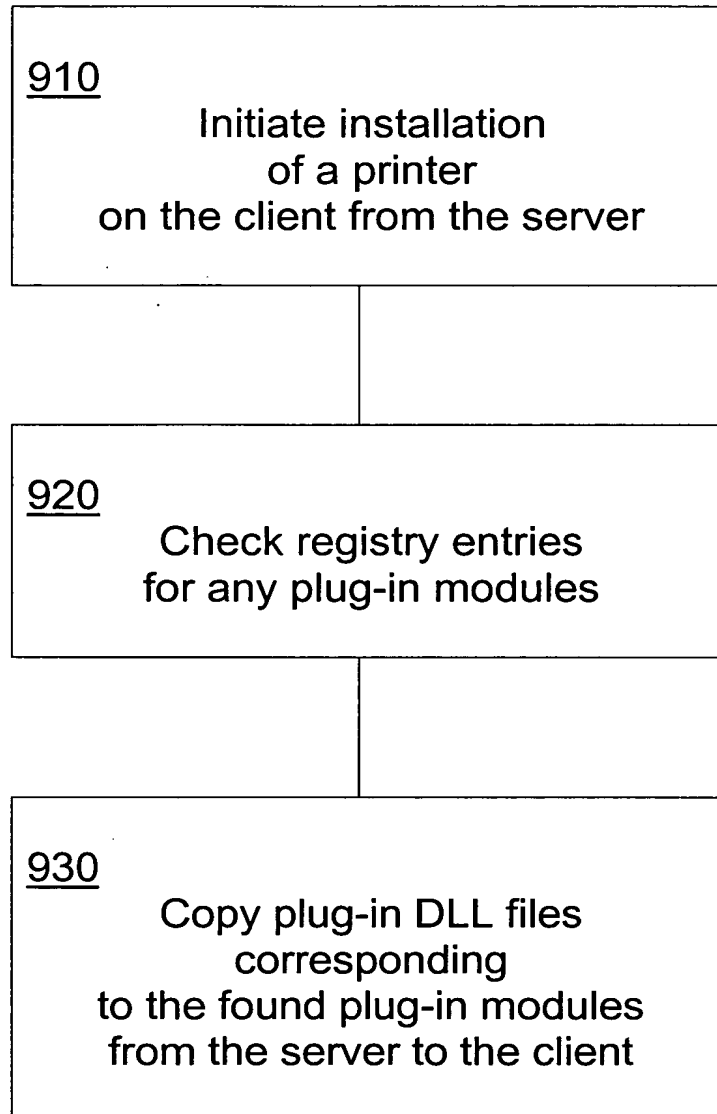 910
Initiate installation
of a printer
on the client from the server
920
Check registry entries
for any plug-in modules
930
Copy plug-in DLL files
corresponding
to the found plug-in modules
from the server to the client